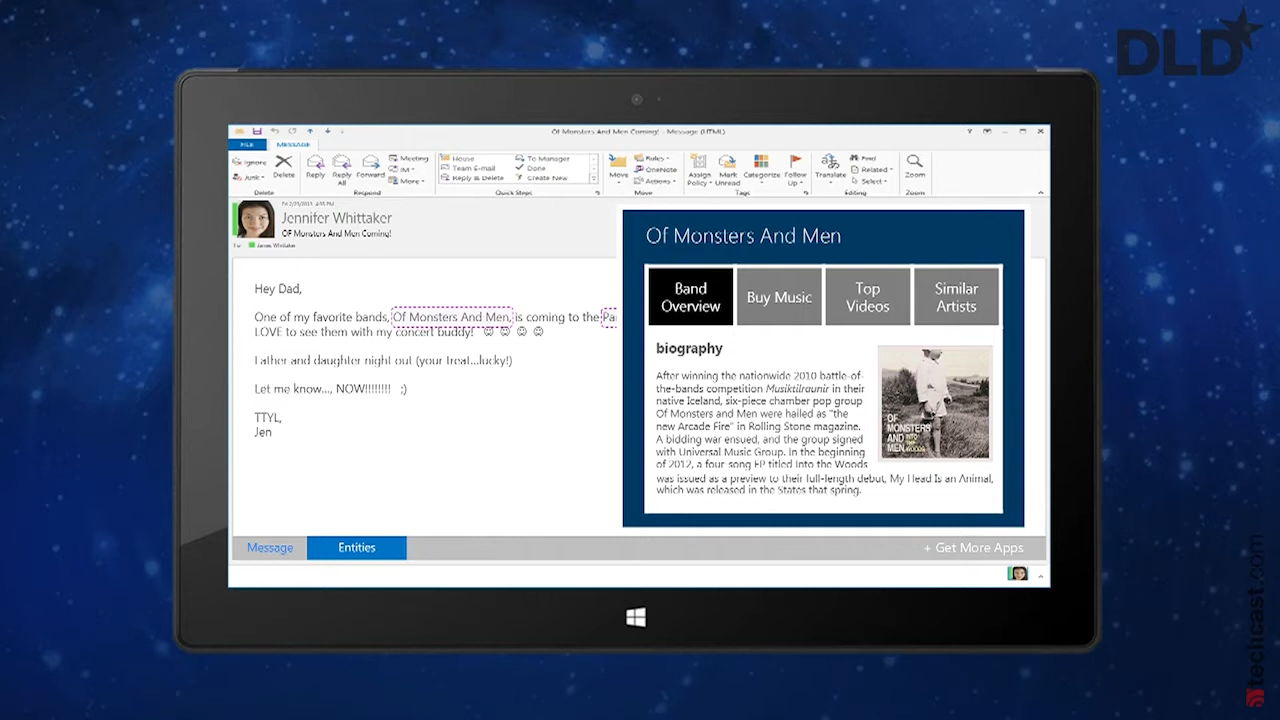 DLD
Of Monsters And Men Coming! - Message (HTML)
FILE
MESSAGE
Ignore
Junk
Delete
Reply
Reply All
Forward
Meeting
IM
More
House
Team E-mail
Reply & Delete
To Manager
Done
Create New
Move
Rules
OneNote
Actions
Assign Policy
Mark Unread
Categorize
Follow Up
Translate
Find
Related
Select
Zoom
Delete
Respond
Quick Steps
Move
Tags
Editing
Zoom
Jennifer Whittaker
OF Monsters And Men Coming!
To:
James Whittaker
Hey Dad,
One of my favorite bands, Of Monsters And Men, is coming to the
LOVE to see them with my concert buddy!
Father and daughter night out (your treat...lucky!)
Let me know..., NOW!!!!!!!! ;)
TTYL,
Jen
Of Monsters And Men
Band Overview
Buy Music
Top Videos
Similar Artists
biography
After winning the nationwide 2010 battle-of-
the-bands competition Musiktilraunir in their
native Iceland, six-piece chamber pop group
Of Monsters and Men were hailed as "the
new Arcade Fire" in Rolling Stone magazine.
A bidding war ensued, and the group signed
with Universal Music Group. In the beginning
of 2012, a four-song EP titled Into the Woods
was issued as a preview to their full-length debut, My Head Is an Animal,
which was released in the States that spring.
OF
MONSTERS
AND
MEN
INTO
THE
WOODS
Message
Entities
+ Get More Apps
techcast.com